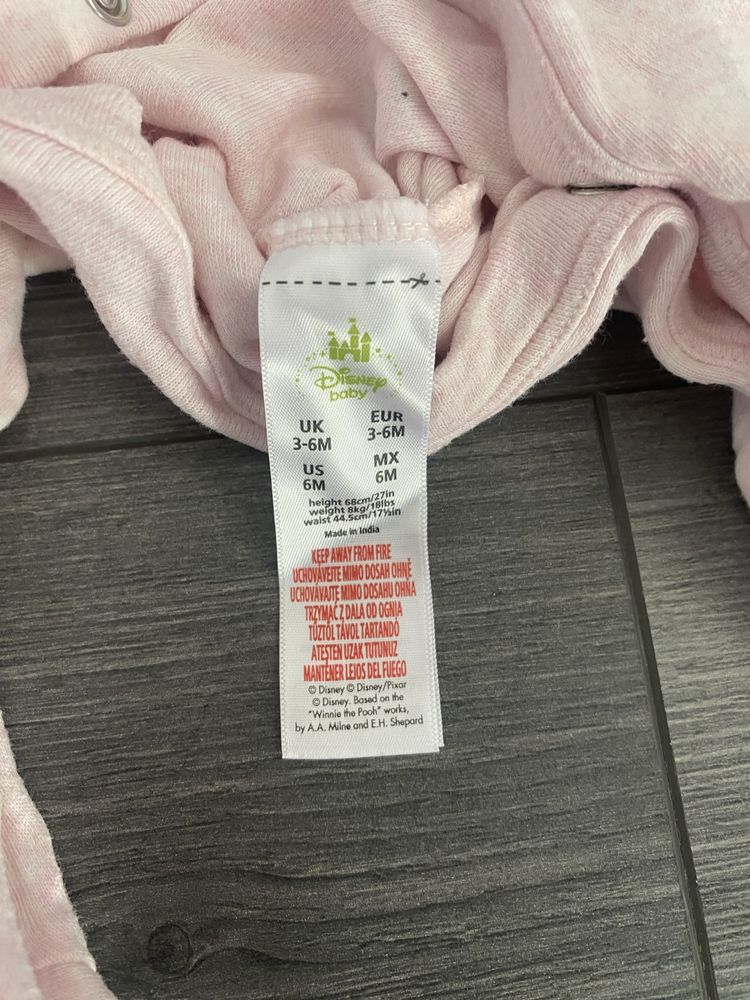 Disney
baby
UK
3-6M
EUR
3-6M
US
6M
MX
6M
height 68cm/27in
weight 8kg/18lbs
waist 44.5cm/17½in
Made in India
KEEP AWAY FROM FIRE
UCHOVÁVEJTE MIMO DOSAH OHNĚ
UCHOVÁVAJTE MIMO DOSAHU OHŇA
TRZYMAĆ Z DALA OD OGNIA
TŰZTŐL TÁVOL TARTANDÓ
ATEŞTEN UZAK TUTUNUZ
MANTENER LEJOS DEL FUEGO
© Disney © Disney/Pixar
© Disney. Based on the
"Winnie the Pooh" works,
by A.A. Milne and E.H. Shepard